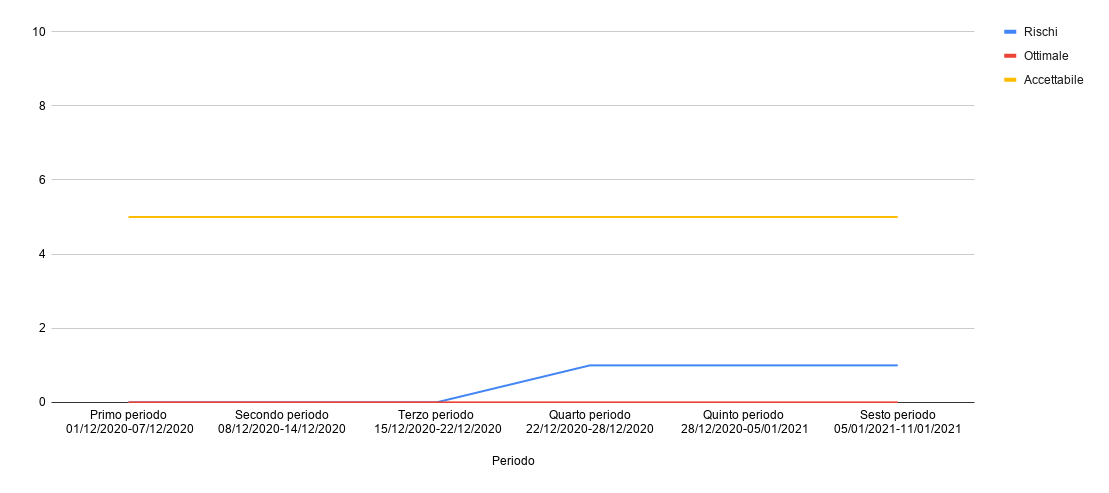 10
8
6
4
2
0
Rischi
Ottimale
Accettabile
Primo periodo
01/12/2020-07/12/2020
Secondo periodo
08/12/2020-14/12/2020
Terzo periodo
15/12/2020-22/12/2020
Quarto periodo
22/12/2020-28/12/2020
Quinto periodo
28/12/2020-05/01/2021
Sesto periodo
05/01/2021-11/01/2021
Periodo